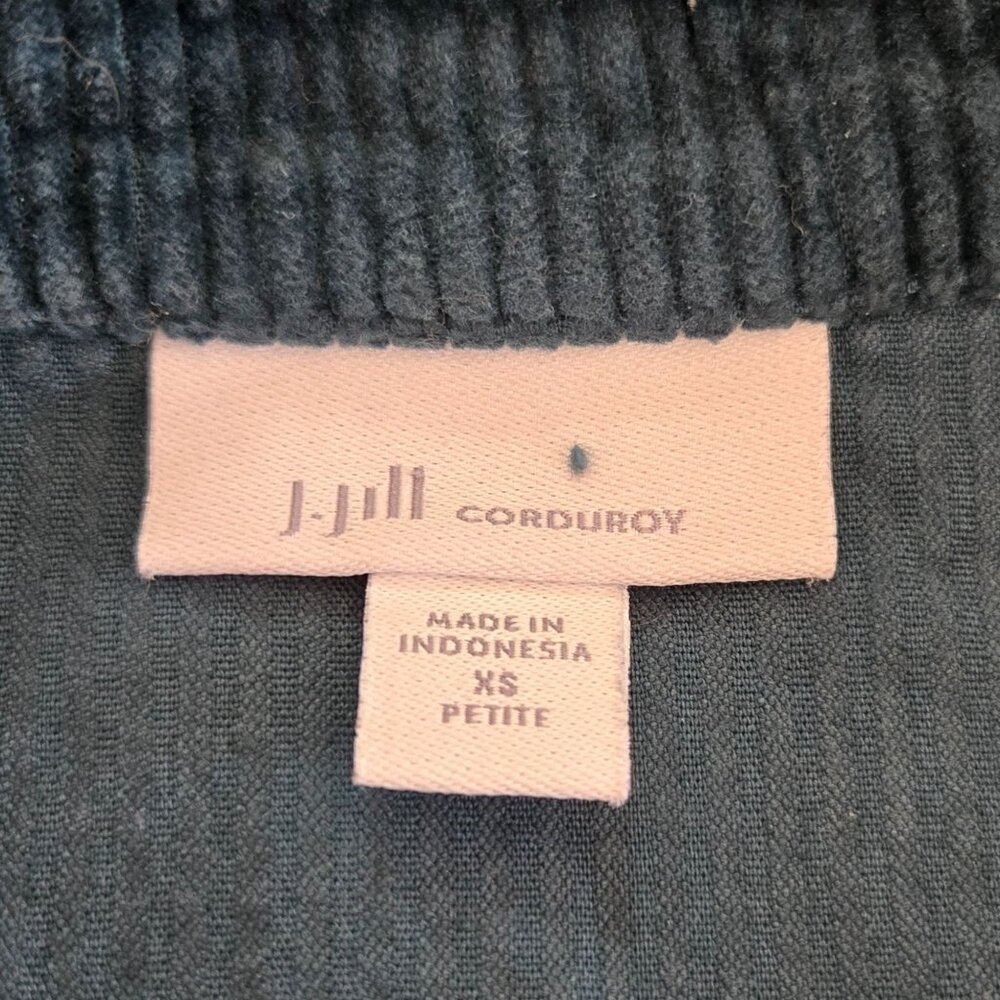 J.Jill CORDUROY
MADE IN
INDONESIA
XS
PETITE